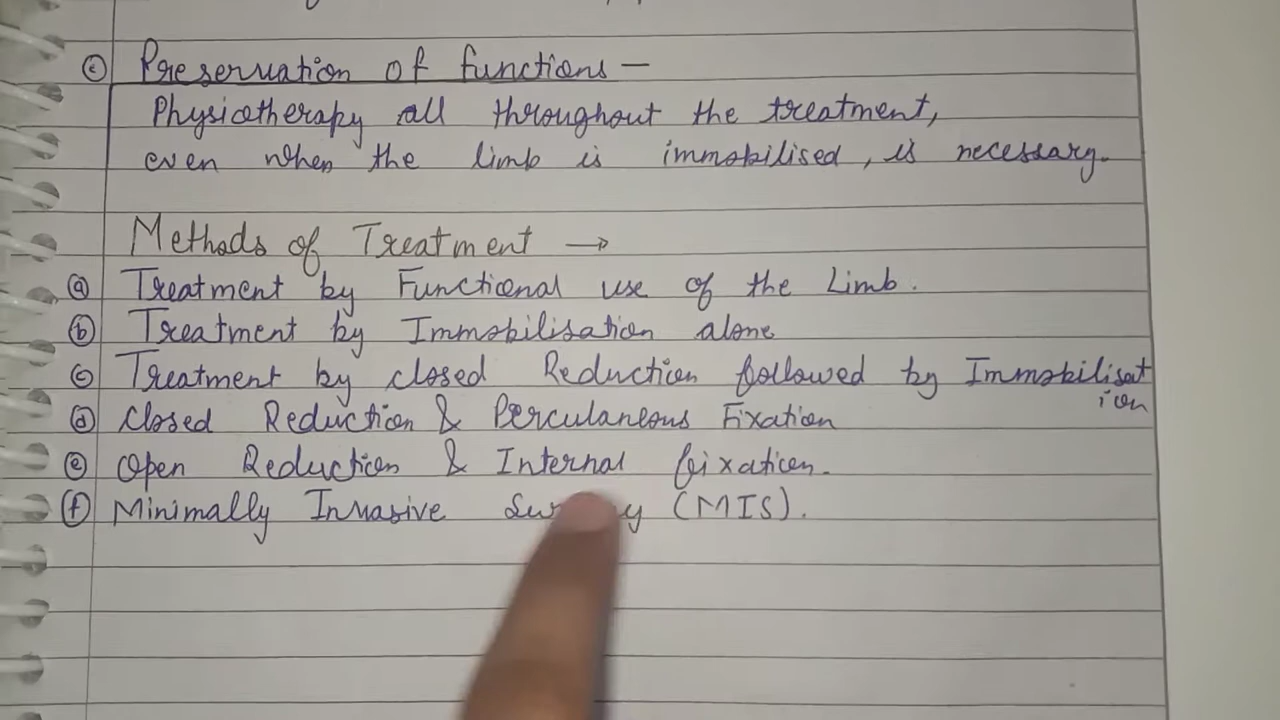 c Preservation of functions —
Physiotherapy all throughout the treatment,
even when the limb is immobilised, is necessary.
Methods of Treatment →
a Treatment by Functional use of the Limb.
b Treatment by Immobilisation alone
c Treatment by closed Reduction followed by Immobilisat
ion
d Closed Reduction & Perculaneous Fixation
e Open Reduction & Internal fixation.
f Minimally Invasive (MIS).